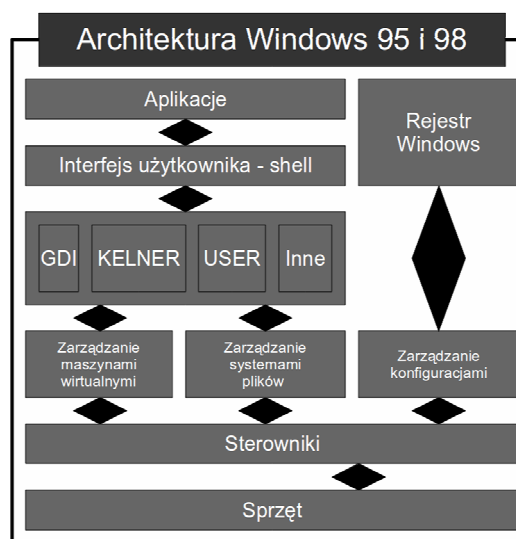 Architektura Windows 95 i 98
Aplikacje
Rejestr
Windows
Interfejs użytkownika - shell
GDI
KELNER
USER
Inne
Zarządzanie
maszynami
wirtualnymi
Zarządzanie
systemami
plików
Zarządzanie
konfiguracjami
Sterowniki
Sprzęt